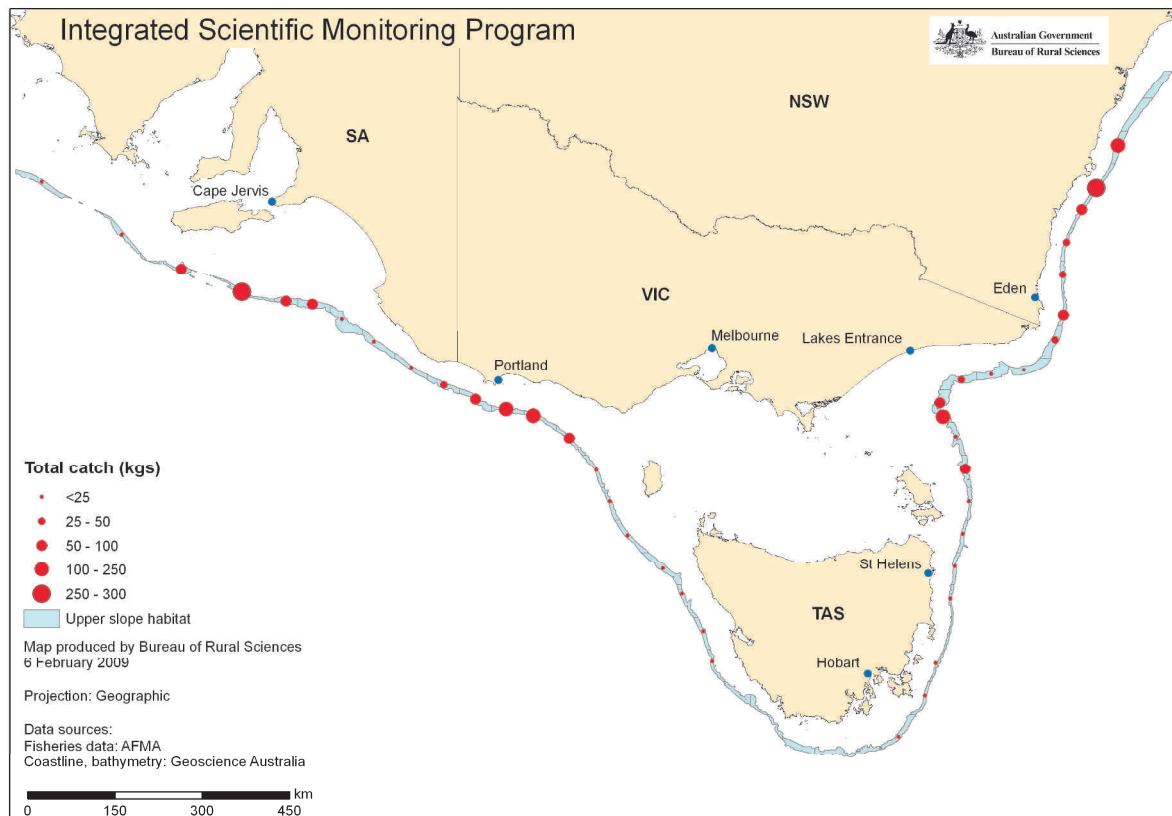 Integrated Scientific Monitoring Program
Australian Government
Bureau of Rural Sciences
NSW
SA
Cape Jervis
Eden
VIC
Melbourne
Lakes Entrance
Portland
Total catch (kgs)
<25
25 - 50
50 - 100
100 - 250
250 - 300
Upper slope habitat
St Helens
TAS
Hobart
Map produced by Bureau of Rural Sciences
6 February 2009
Projection: Geographic
Data sources:
Fisheries data: AFMA
Coastline, bathymetry: Geoscience Australia
km
0 150 300 450